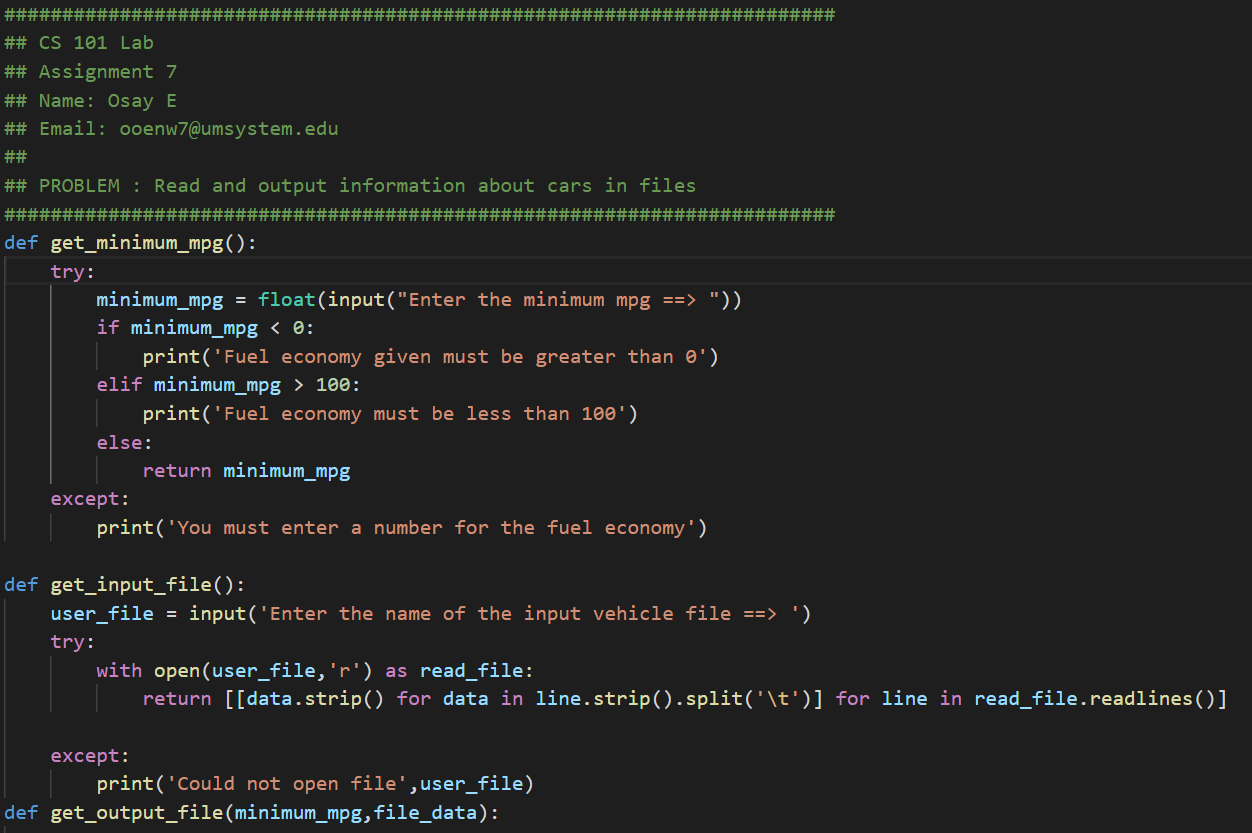 ########################################################################
## CS 101 Lab
## Assignment 7
## Name: Osay E
## Email: ooenw7@umsystem.edu
##
## PROBLEM : Read and output information about cars in files
########################################################################
def get_minimum_mpg():
    try:
        minimum_mpg = float(input("Enter the minimum mpg ==> "))
        if minimum_mpg < 0:
            print('Fuel economy given must be greater than 0')
        elif minimum_mpg > 100:
            print('Fuel economy must be less than 100')
        else:
            return minimum_mpg
    except:
        print('You must enter a number for the fuel economy')

def get_input_file():
    user_file = input('Enter the name of the input vehicle file ==> ')
    try:
        with open(user_file,'r') as read_file:
            return [[data.strip() for data in line.strip().split('\t')] for line in read_file.readlines()]

    except:
        print('Could not open file',user_file)
def get_output_file(minimum_mpg,file_data):